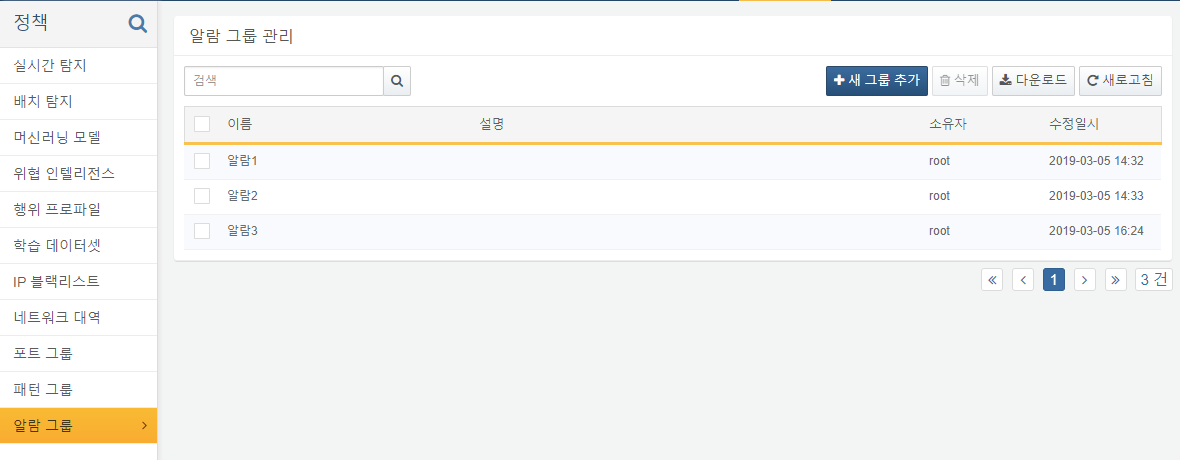 정책
실시간 탐지
배치 탐지
머신러닝 모델
위협 인텔리전스
행위 프로파일
학습 데이터셋
IP 블랙리스트
네트워크 대역
포트 그룹
패턴 그룹
알람 그룹
알람 그룹 관리
검색
새 그룹 추가 삭제 다운로드 새로고침
이름 설명 소유자 수정일시
알람1 root 2019-03-05 14:32
알람2 root 2019-03-05 14:33
알람3 root 2019-03-05 16:24
« ‹ 1 › » 3 건